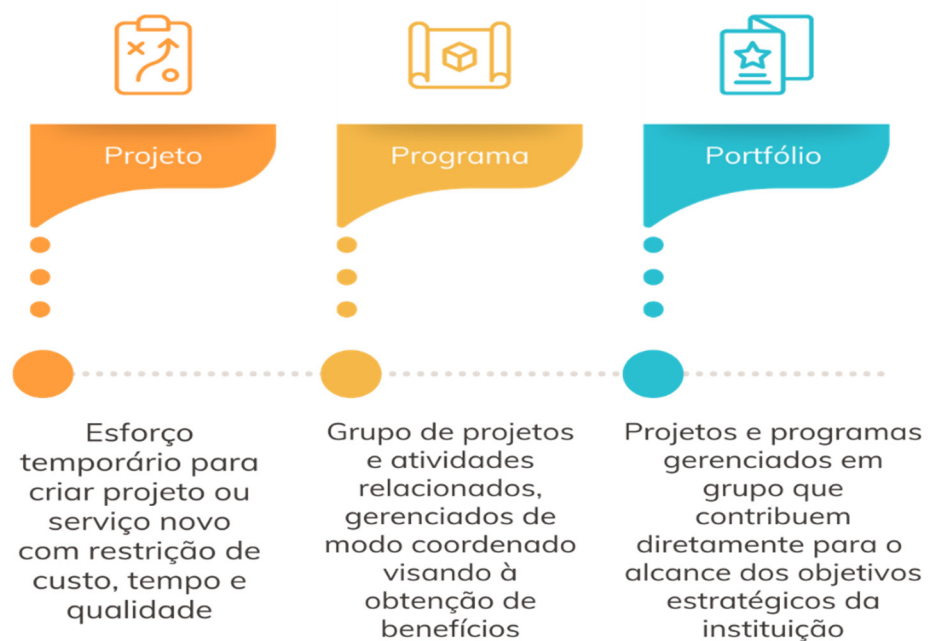 Projeto
Programa
Portfólio
Esforço
temporário para
criar projeto ou
serviço novo
com restrição de
custo, tempo e
qualidade
Grupo de projetos
e atividades
relacionados,
gerenciados de
modo coordenado
visando à
obtenção de
benefícios
Projetos e programas
gerenciados em
grupo que
contribuem
diretamente para o
alcance dos objetivos
estratégicos da
instituição